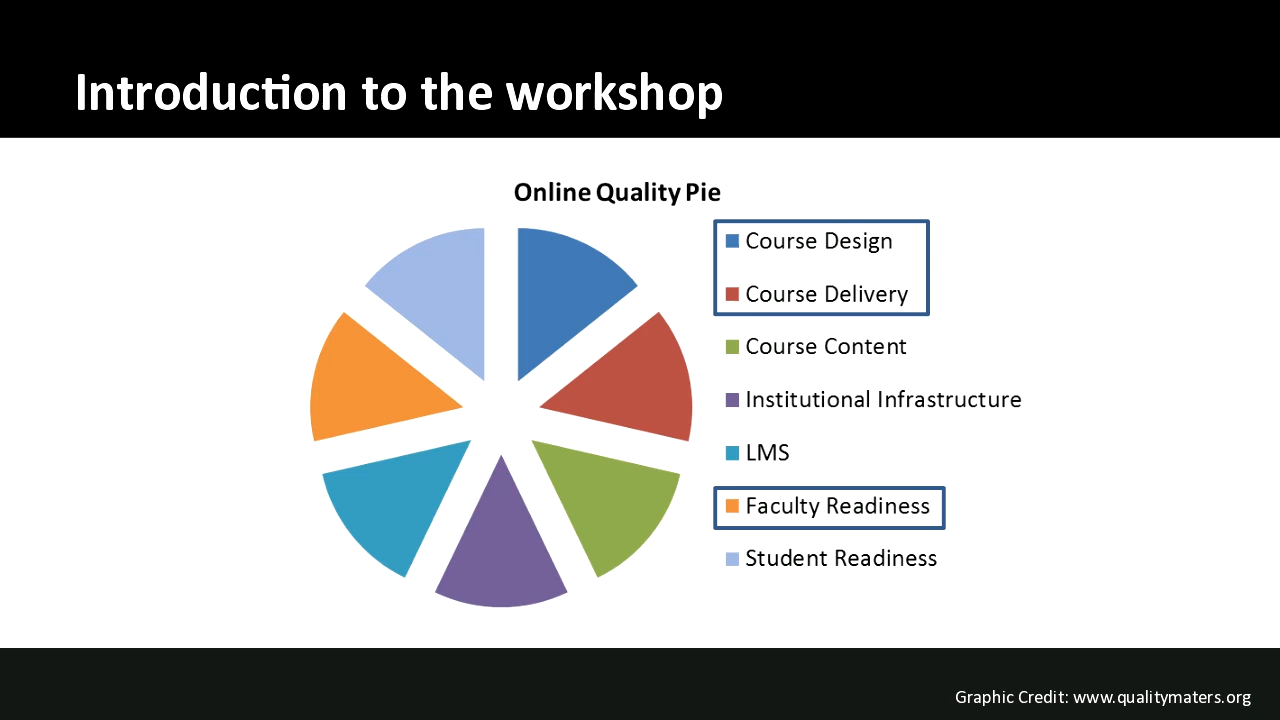 Introduction to the workshop
Online Quality Pie
Course Design
Course Delivery
Course Content
Institutional Infrastructure
LMS
Faculty Readiness
Student Readiness
Graphic Credit: www.qualitymaters.org